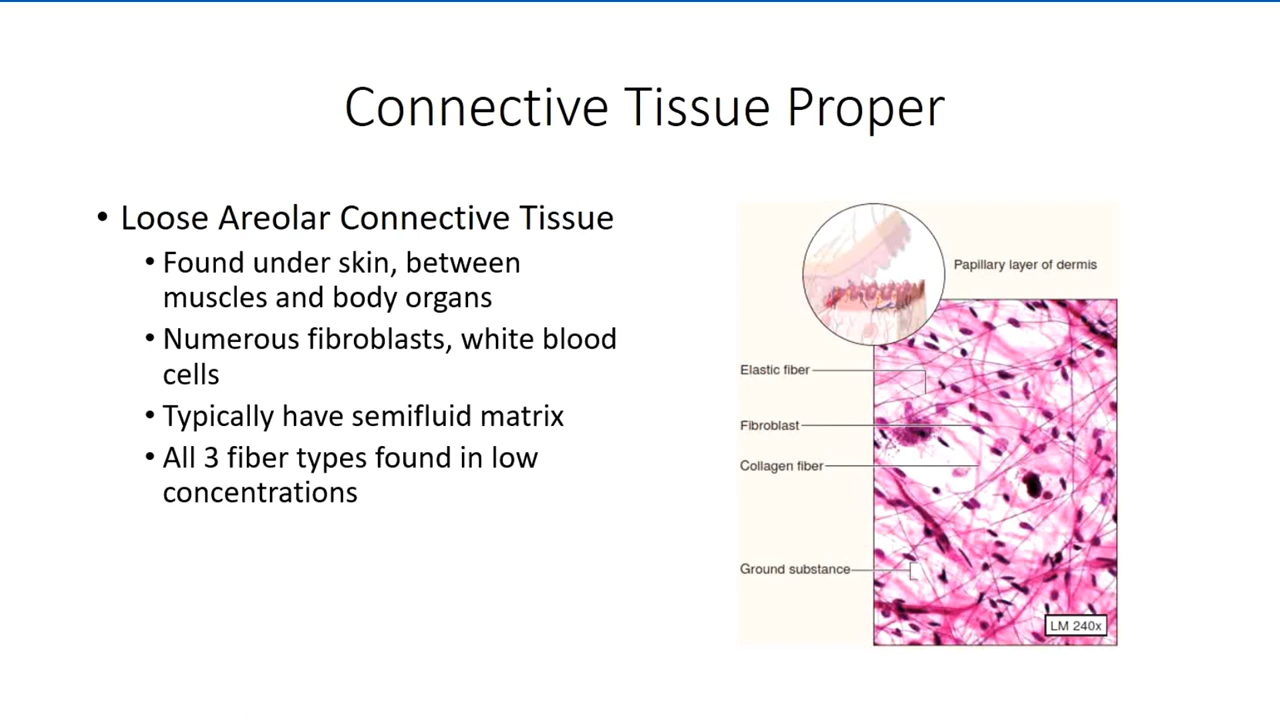 Connective Tissue Proper
• Loose Areolar Connective Tissue
• Found under skin, between
muscles and body organs
• Numerous fibroblasts, white blood
cells
• Typically have semifluid matrix
• All 3 fiber types found in low
concentrations
Papillary layer of dermis
Elastic fiber
Fibroblast
Collagen fiber
Ground substance
LM 240x